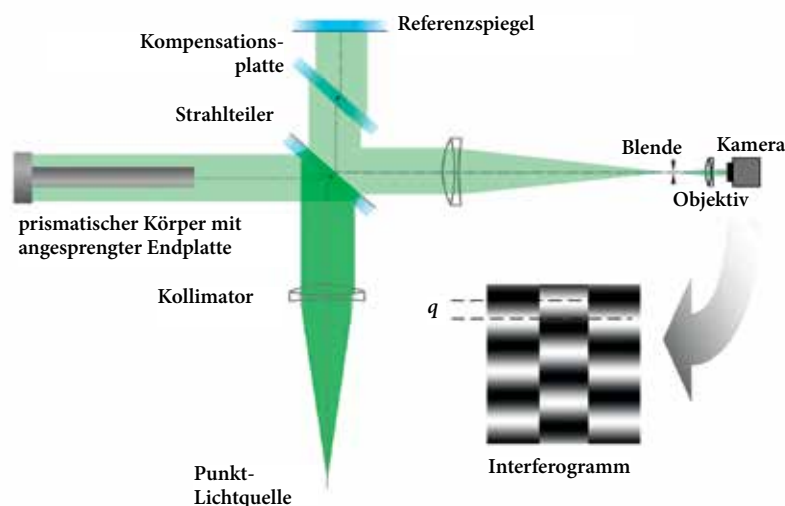 Referenzspiegel
Kompensations-
platte
Strahlteiler
Blende
Kamera
Objektiv
prismatischer Körper mit
angesprengter Endplatte
Kollimator
q
Punkt-
Lichtquelle
Interferogramm